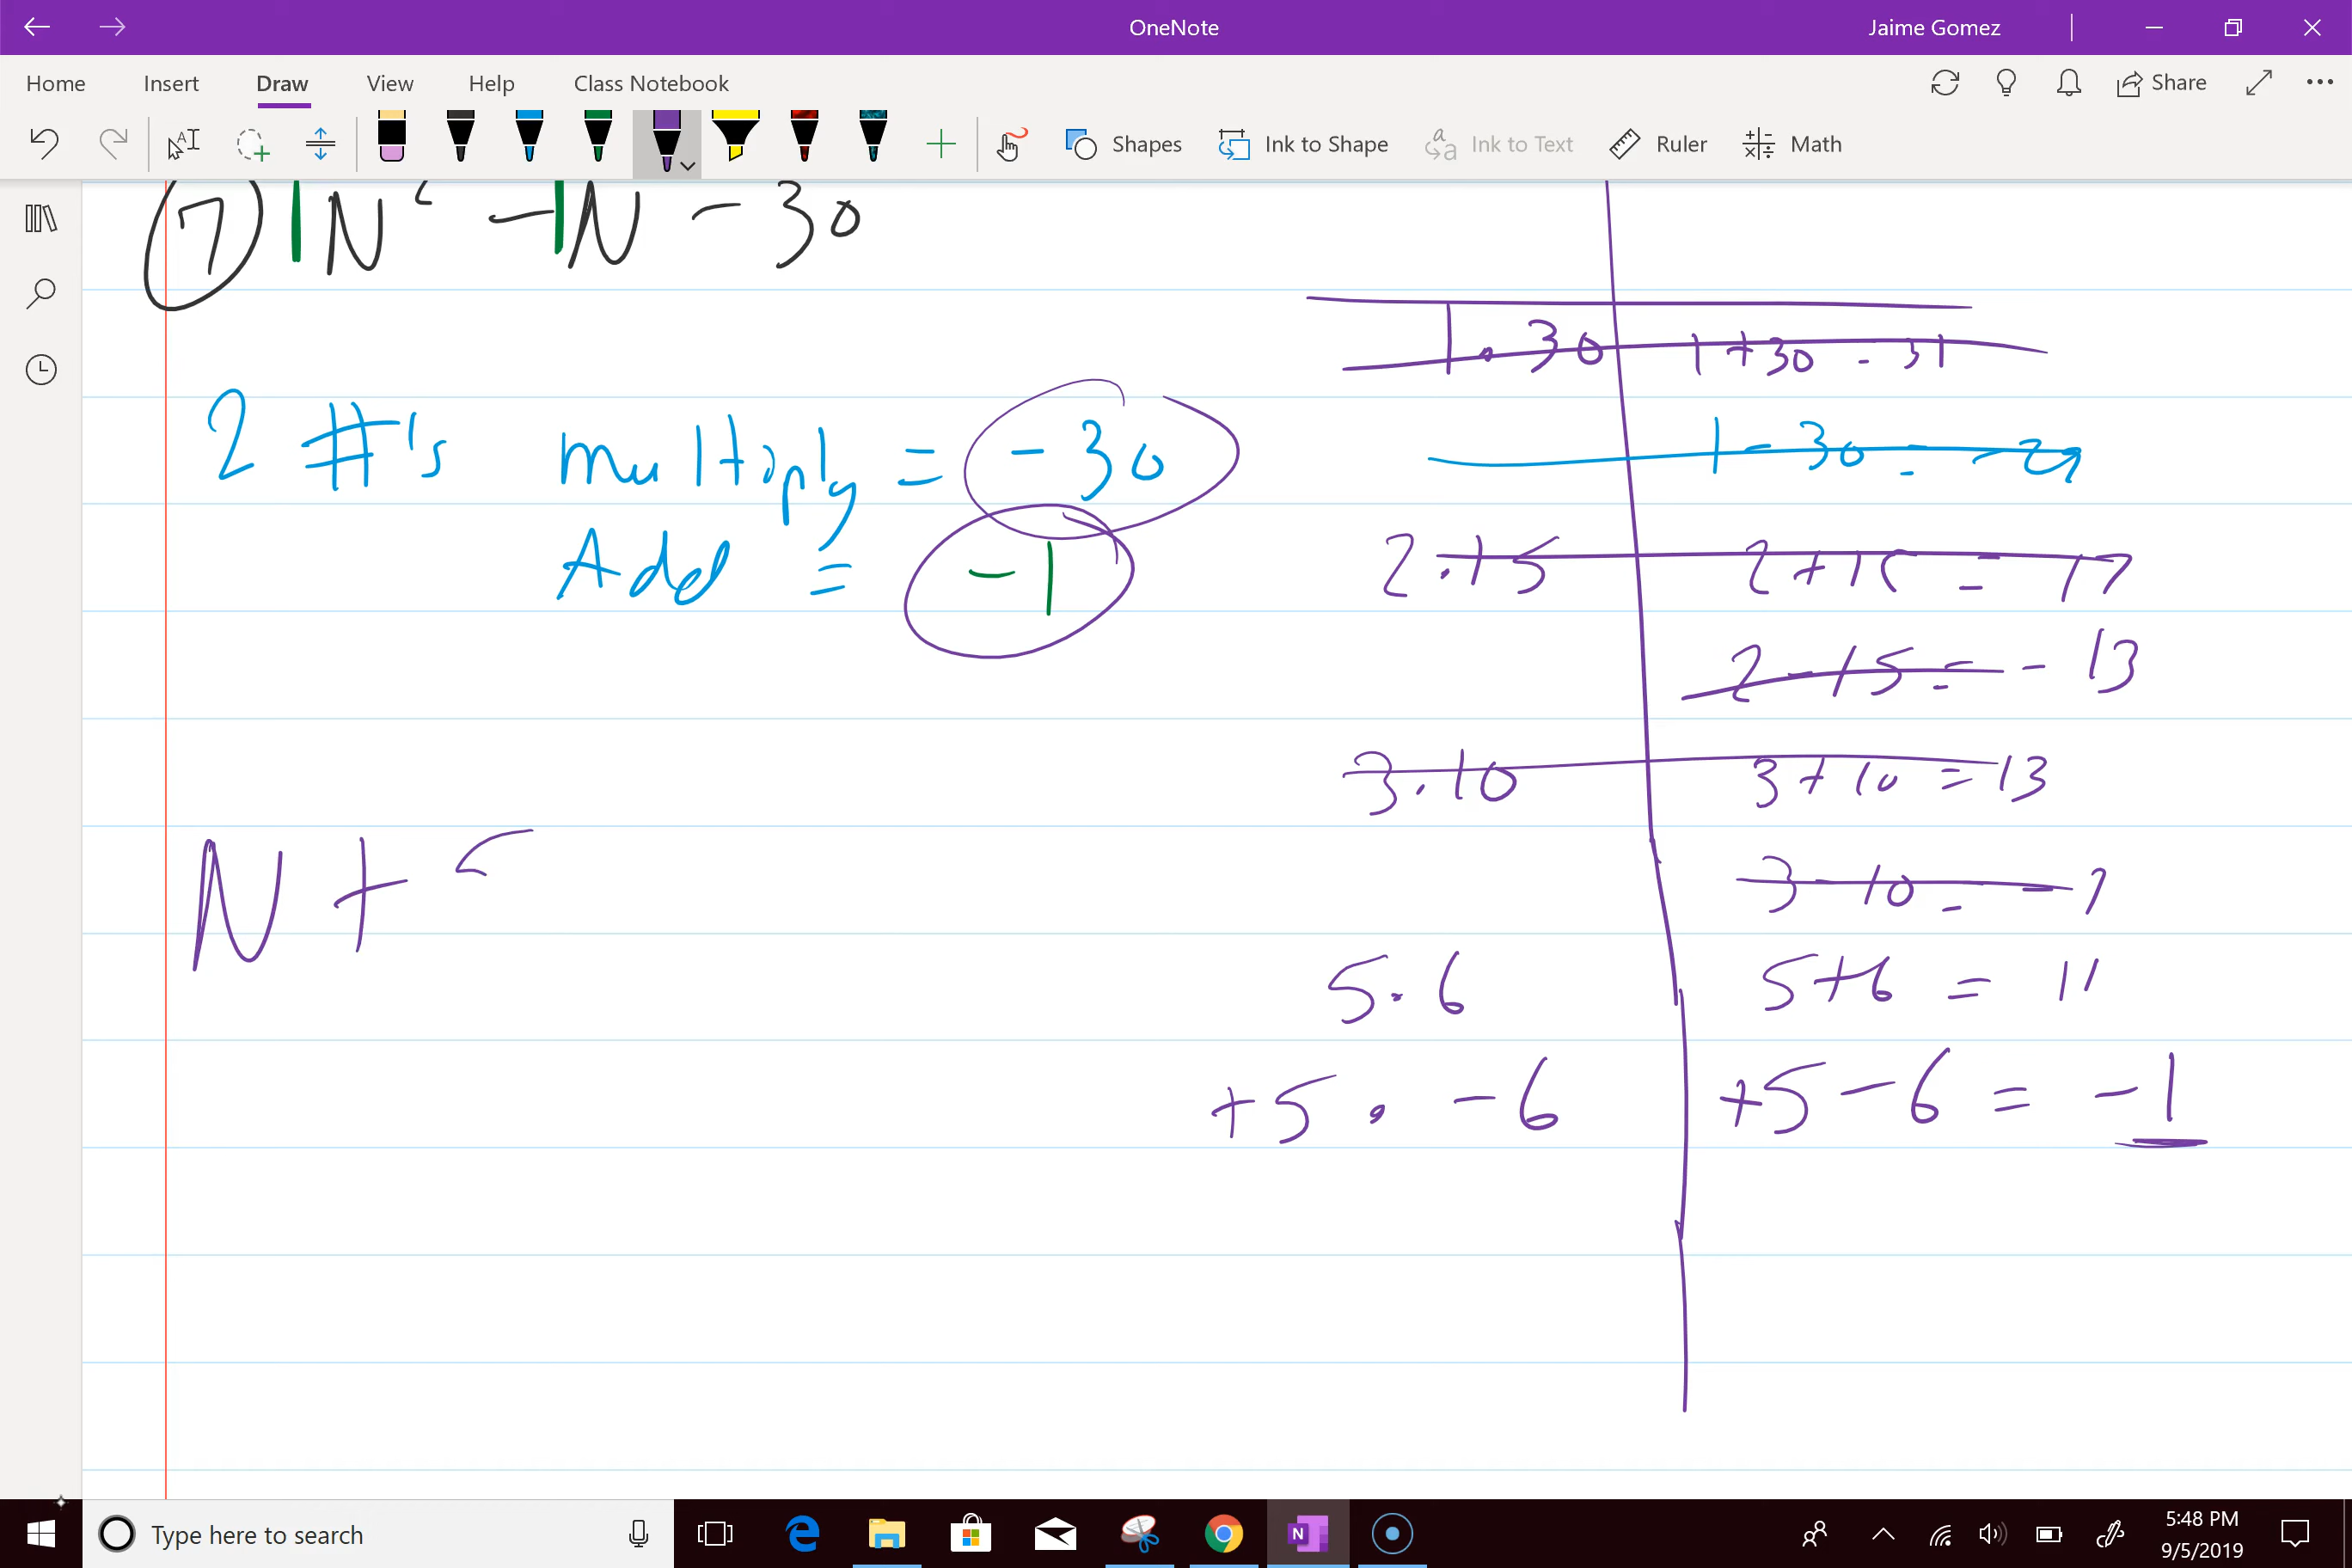 OneNote
Jaime Gomez
Home Insert Draw View Help Class Notebook
Share
Shapes Ink to Shape Ink to Text Ruler Math
7 1N² -1N - 30
1 . 30 1 + 30 = 31
2 #'s multiply = -30
1 - 30 = -29
Add = -1
2 . 15 2 + 15 = 17
2 - 15 = -13
3 . 10 3 + 10 = 13
N + 5
3 - 10 = -7
5 . 6 5 + 6 = 11
+5 . -6 +5 - 6 = -1
Type here to search
5:48 PM
9/5/2019